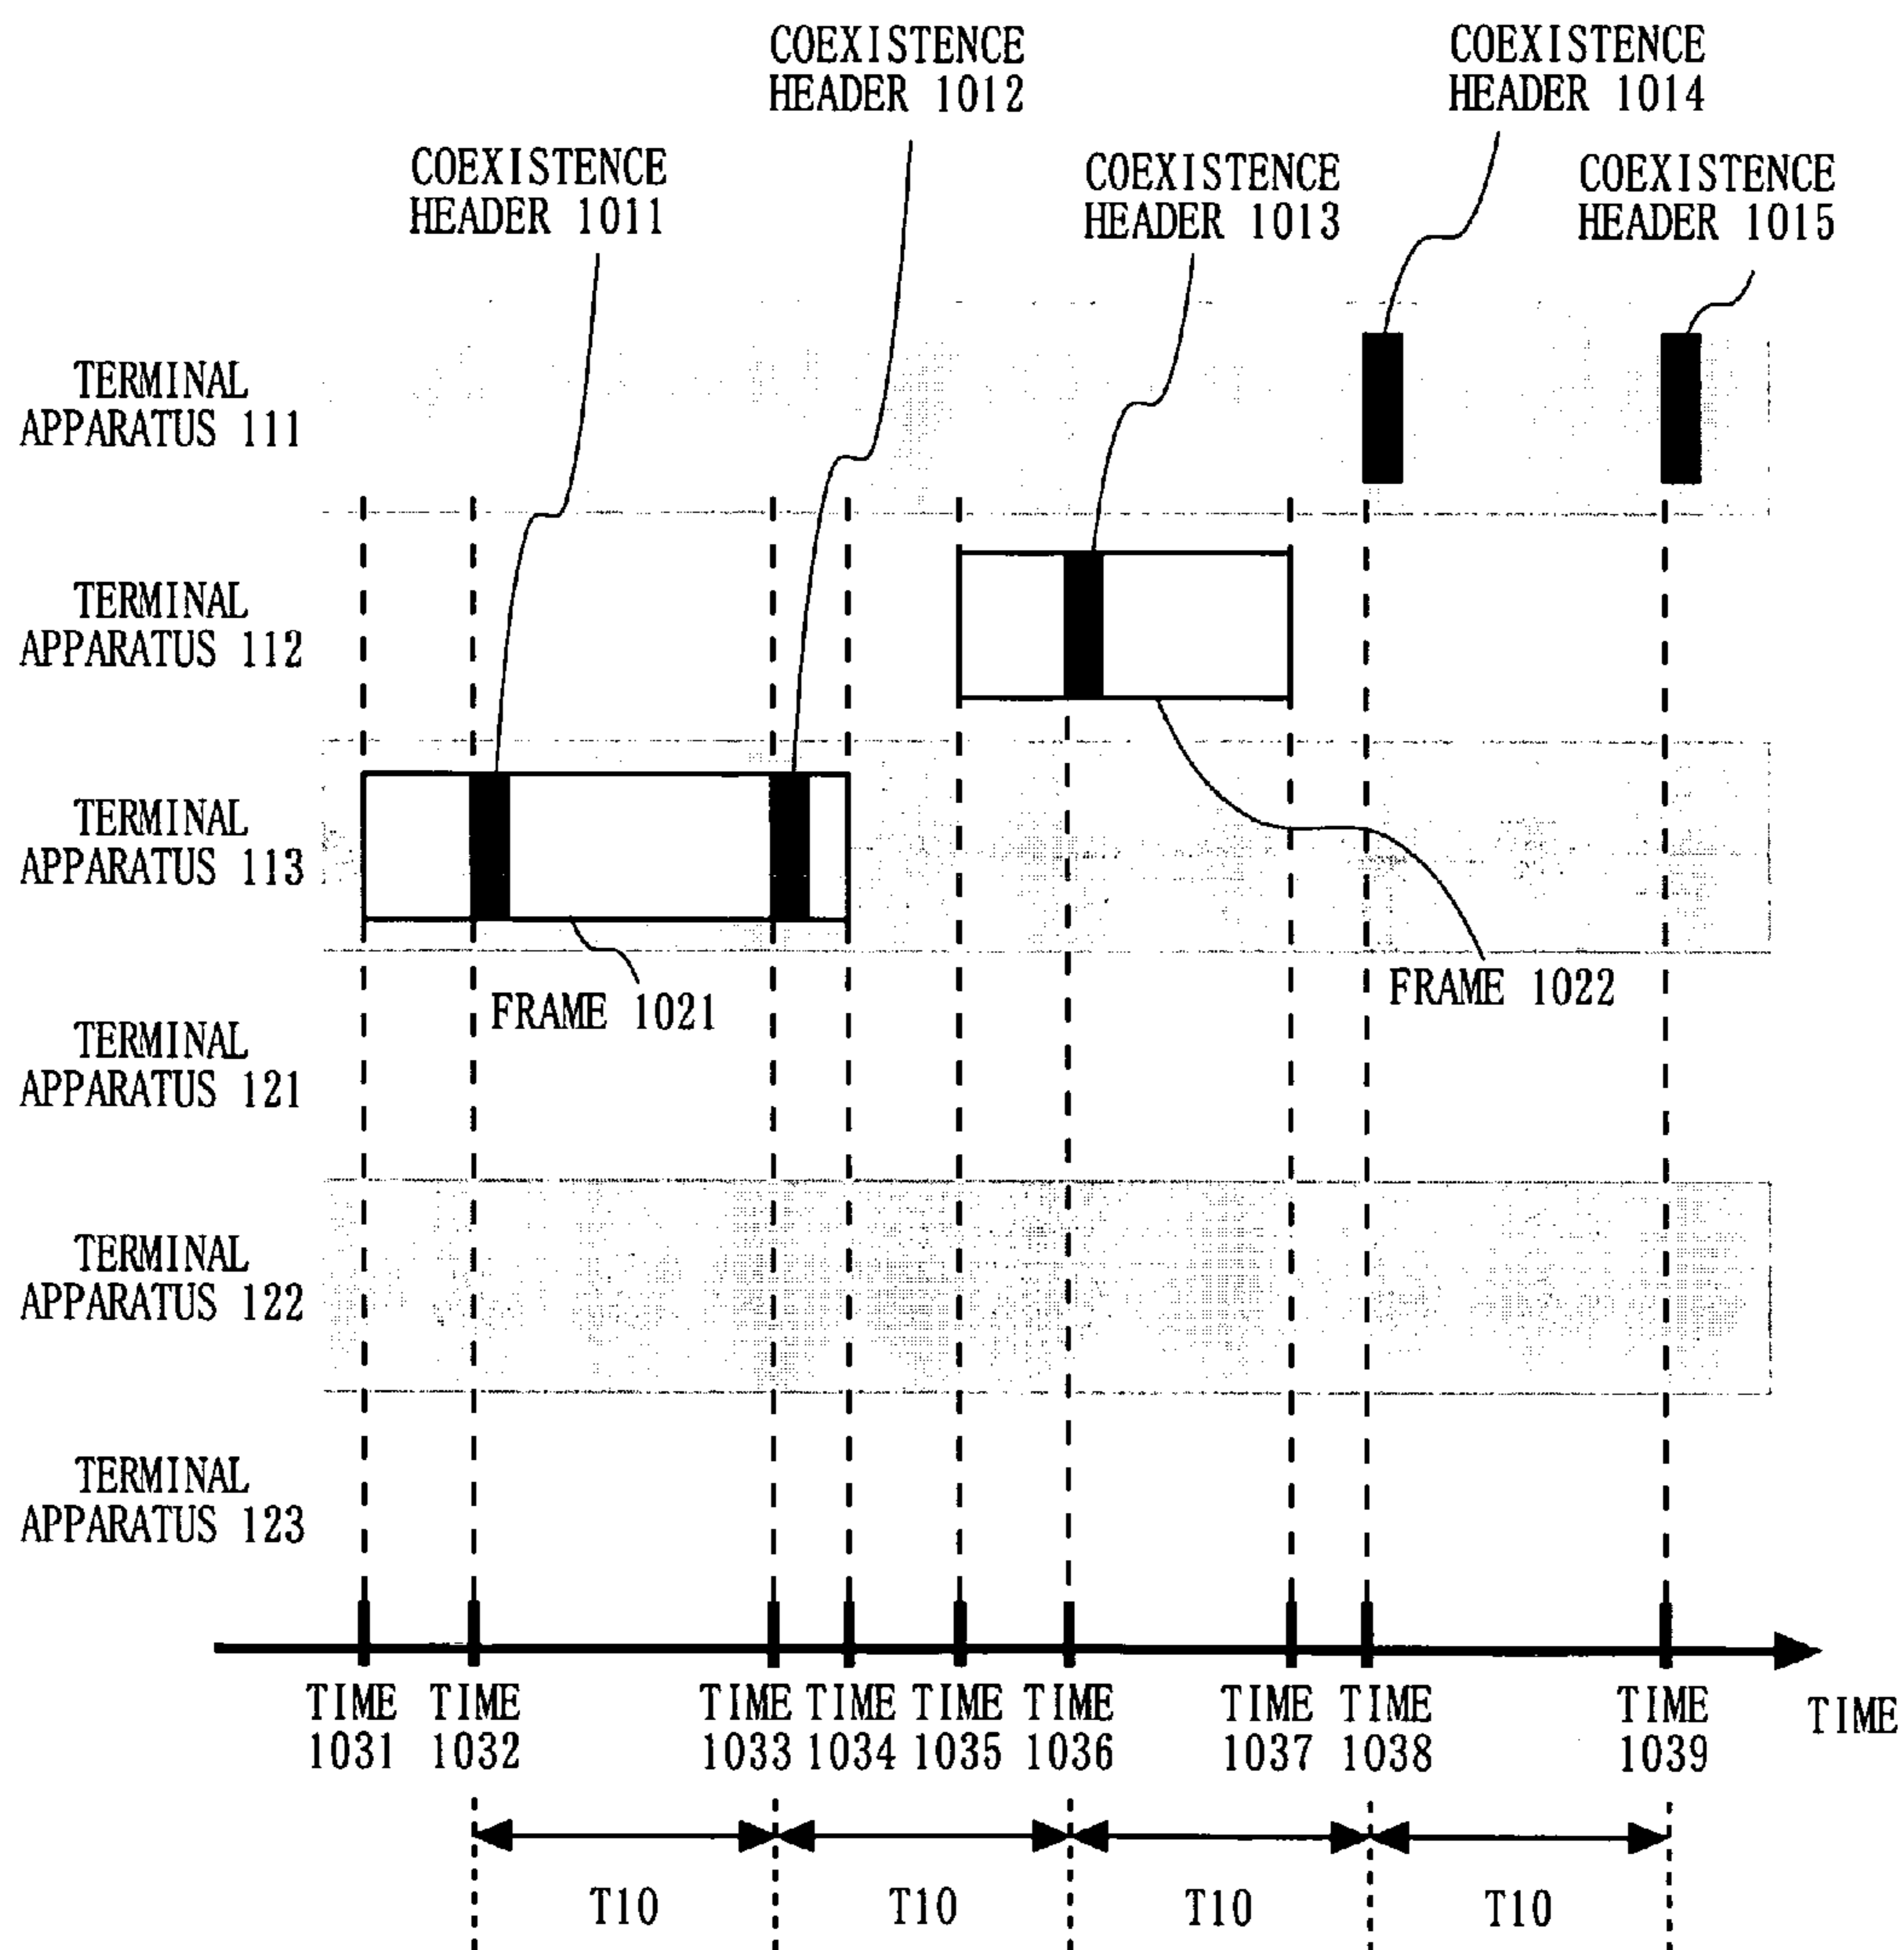 COEXISTENCE
HEADER 1012
COEXISTENCE
HEADER 1014
COEXISTENCE
HEADER 1011
COEXISTENCE
HEADER 1013
COEXISTENCE
HEADER 1015
TERMINAL
APPARATUS 111
TERMINAL
APPARATUS 112
TERMINAL
APPARATUS 113
FRAME 1021
FRAME 1022
TERMINAL
APPARATUS 121
TERMINAL
APPARATUS 122
TERMINAL
APPARATUS 123
TIME
1031
TIME
1032
TIME
1033
TIME
1034
TIME
1035
TIME
1036
TIME
1037
TIME
1038
TIME
1039
TIME
T10
T10
T10
T10